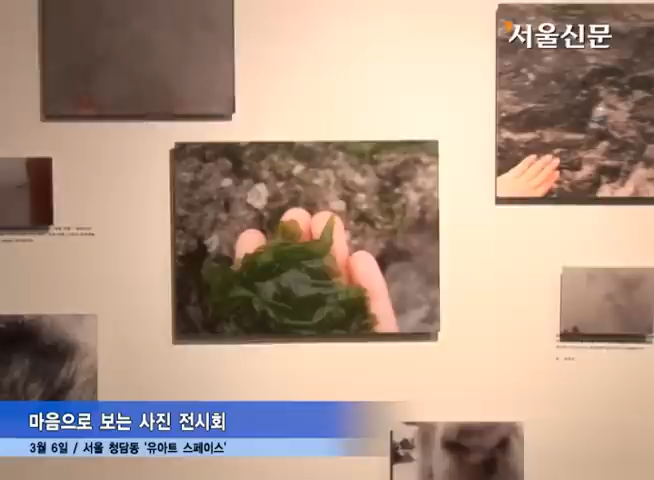 서울신문
마음으로 보는 사진 전시회
3월 6일 / 서울 청담동 '유아트 스페이스'